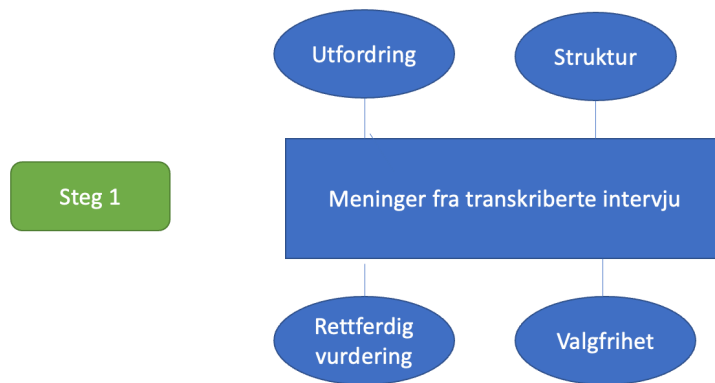 Utfordring
Struktur
Steg 1
Meninger fra transkriberte intervju
Rettferdig
vurdering
Valgfrihet